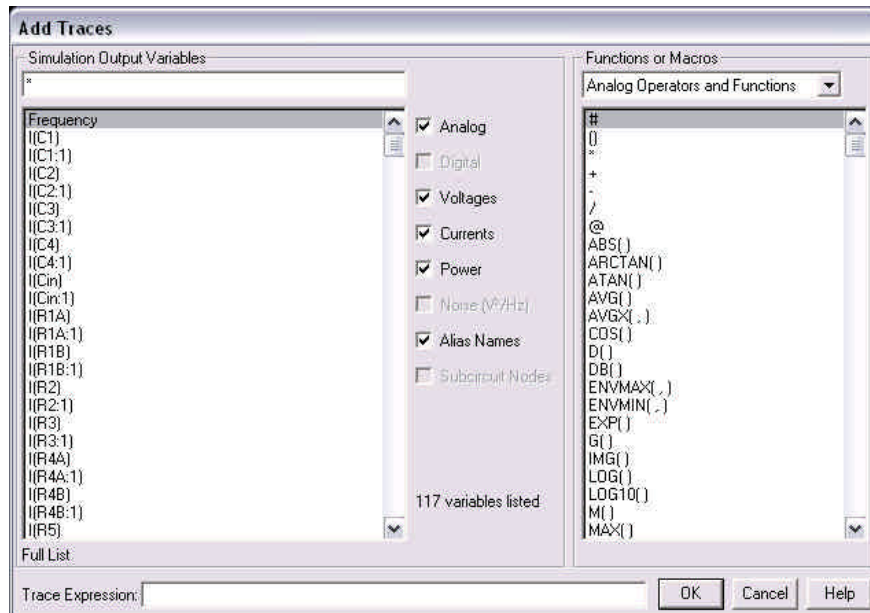 Add Traces
Simulation Output Variables
*
Frequency
I(C1)
I(C1:1)
I(C2)
I(C2:1)
I(C3)
I(C3:1)
I(C4)
I(C4:1)
I(Cin)
I(Cin:1)
I(R1A)
I(R1A:1)
I(R1B)
I(R1B:1)
I(R2)
I(R2:1)
I(R3)
I(R3:1)
I(R4A)
I(R4A:1)
I(R4B)
I(R4B:1)
I(R5)
Full List
Analog
Digital
Voltages
Currents
Power
Noise (V²/Hz)
Alias Names
Subcircuit Nodes
117 variables listed
Functions or Macros
Analog Operators and Functions
#
()
*
+
-
/
@
ABS()
ARCTAN()
ATAN()
AVG()
AVGX(,)
COS()
D()
DB()
ENVMAX(,)
ENVMIN(,)
EXP()
G()
IMG()
LOG()
LOG10()
M()
MAX()
Trace Expression:
OK
Cancel
Help